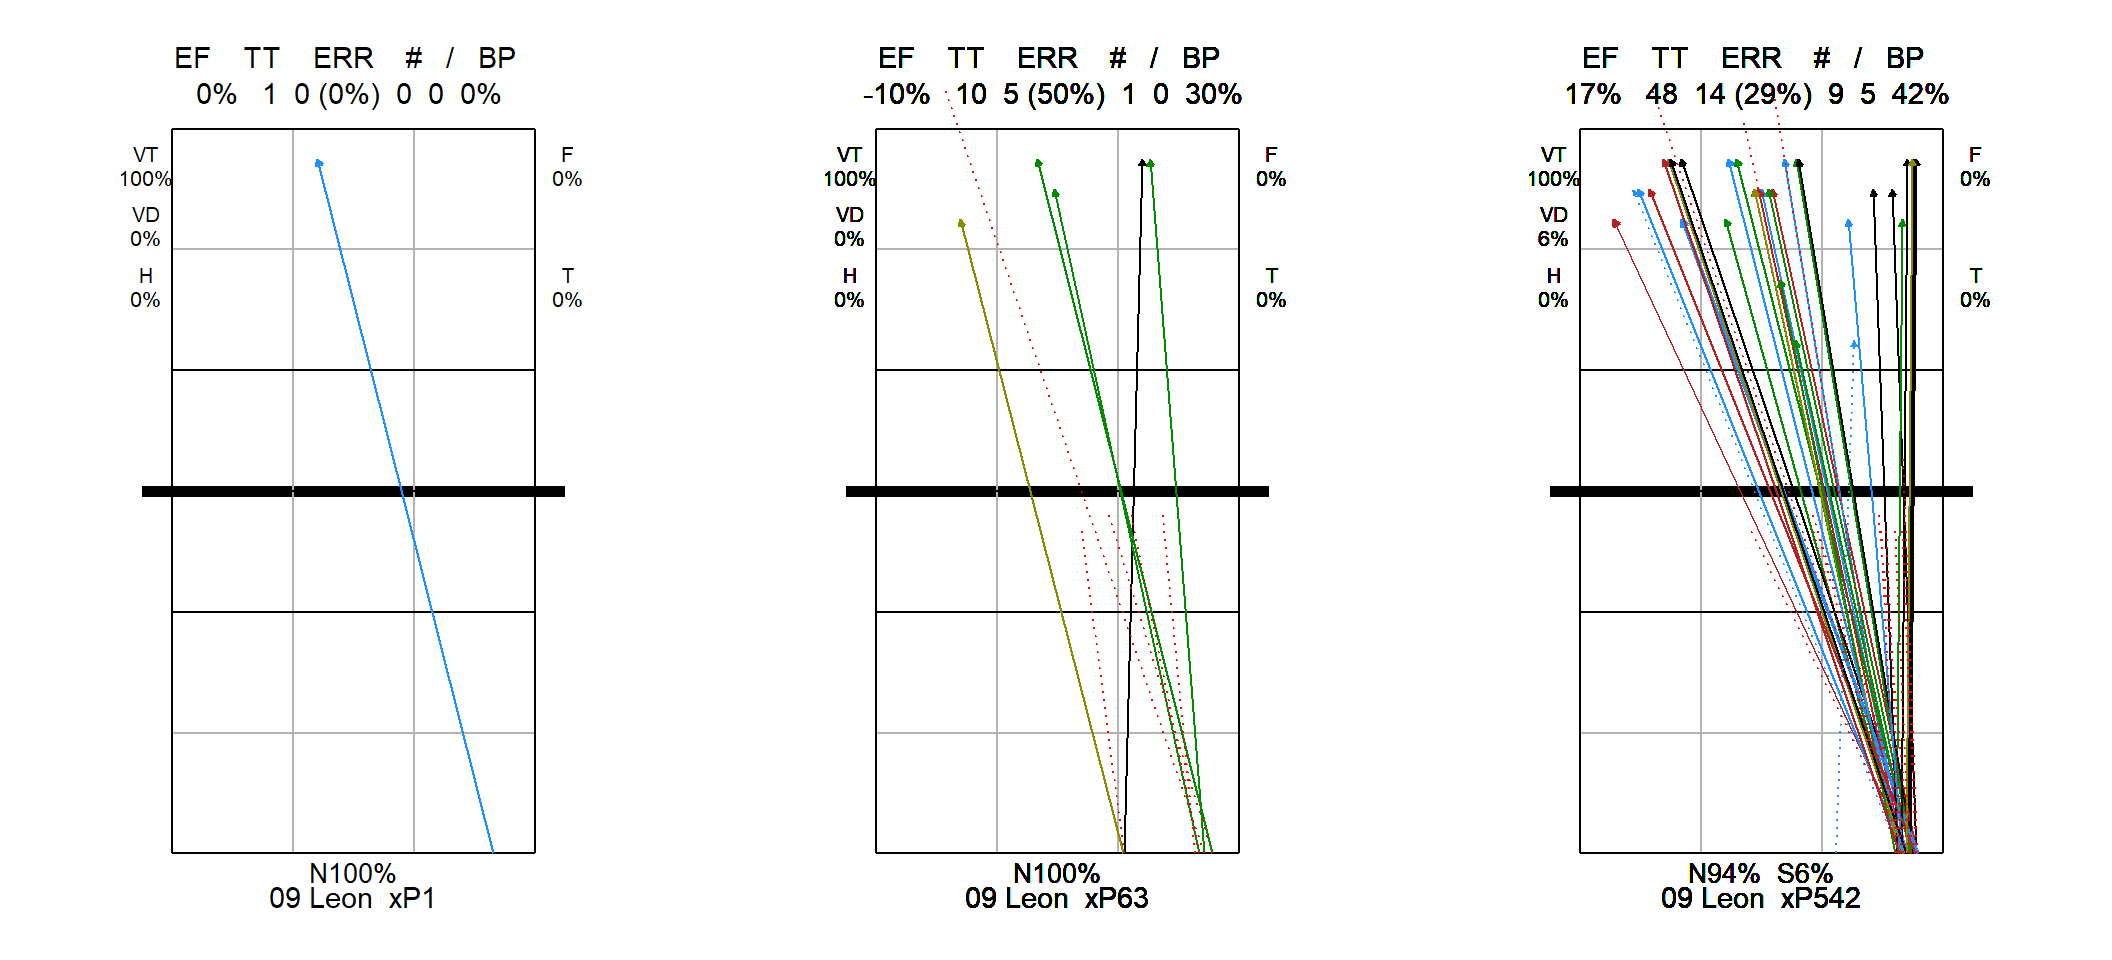 EF TT ERR # / BP
0% 1 0 (0%) 0 0 0%
VT
100%
VD
0%
H
0%
F
0%
T
0%
N100%
09 Leon xP1
EF TT ERR # / BP
-10% 10 5 (50%) 1 0 30%
VT
100%
VD
0%
H
0%
F
0%
T
0%
N100%
09 Leon xP63
EF TT ERR # / BP
17% 48 14 (29%) 9 5 42%
VT
100%
VD
6%
H
0%
F
0%
T
0%
N94% S6%
09 Leon xP542